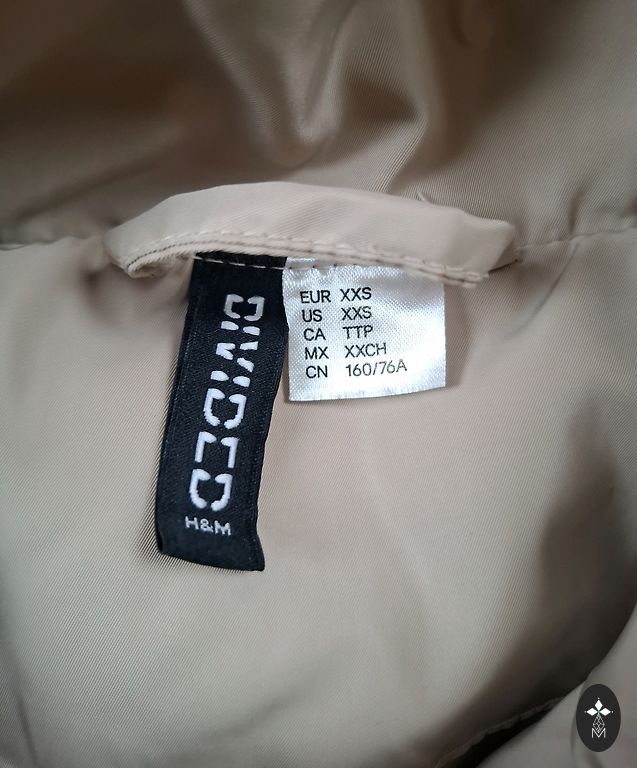 DIVIDED
H&M
EUR XXS
US XXS
CA TTP
MX XXCH
CN 160/76A
M